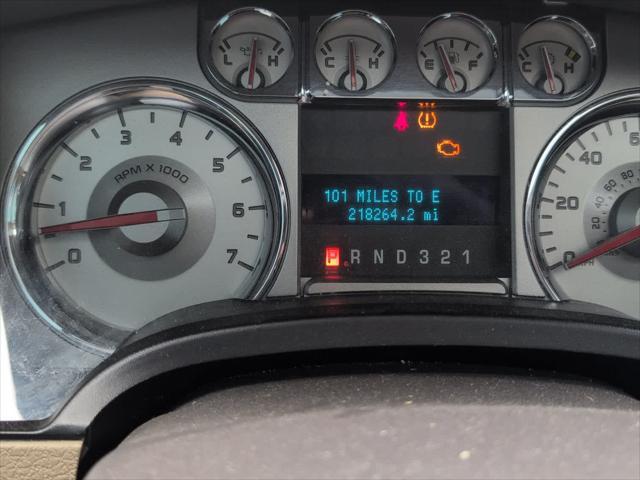 L H
C H
E F
C H
RPM X 1000
0 1 2 3 4 5 6 7
101 MILES TO E
218264.2 mi
P R N D 3 2 1
0 20 40
100